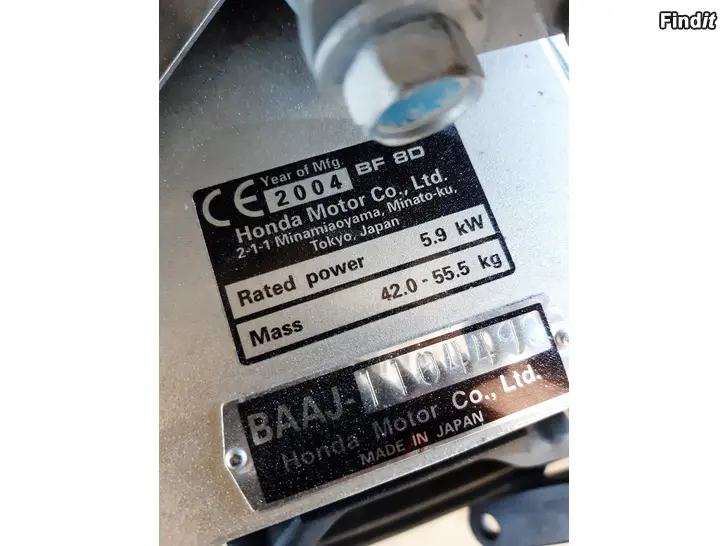 Findit
Year of Mfg.
CE 2004 BF 8D
Honda Motor Co., Ltd.
2-1-1 Minamiaoyama, Minato-ku,
Tokyo, Japan
Rated power 5.9 kW
Mass 42.0 - 55.5 kg
BAAJ-
Honda Motor Co., Ltd.
MADE IN JAPAN